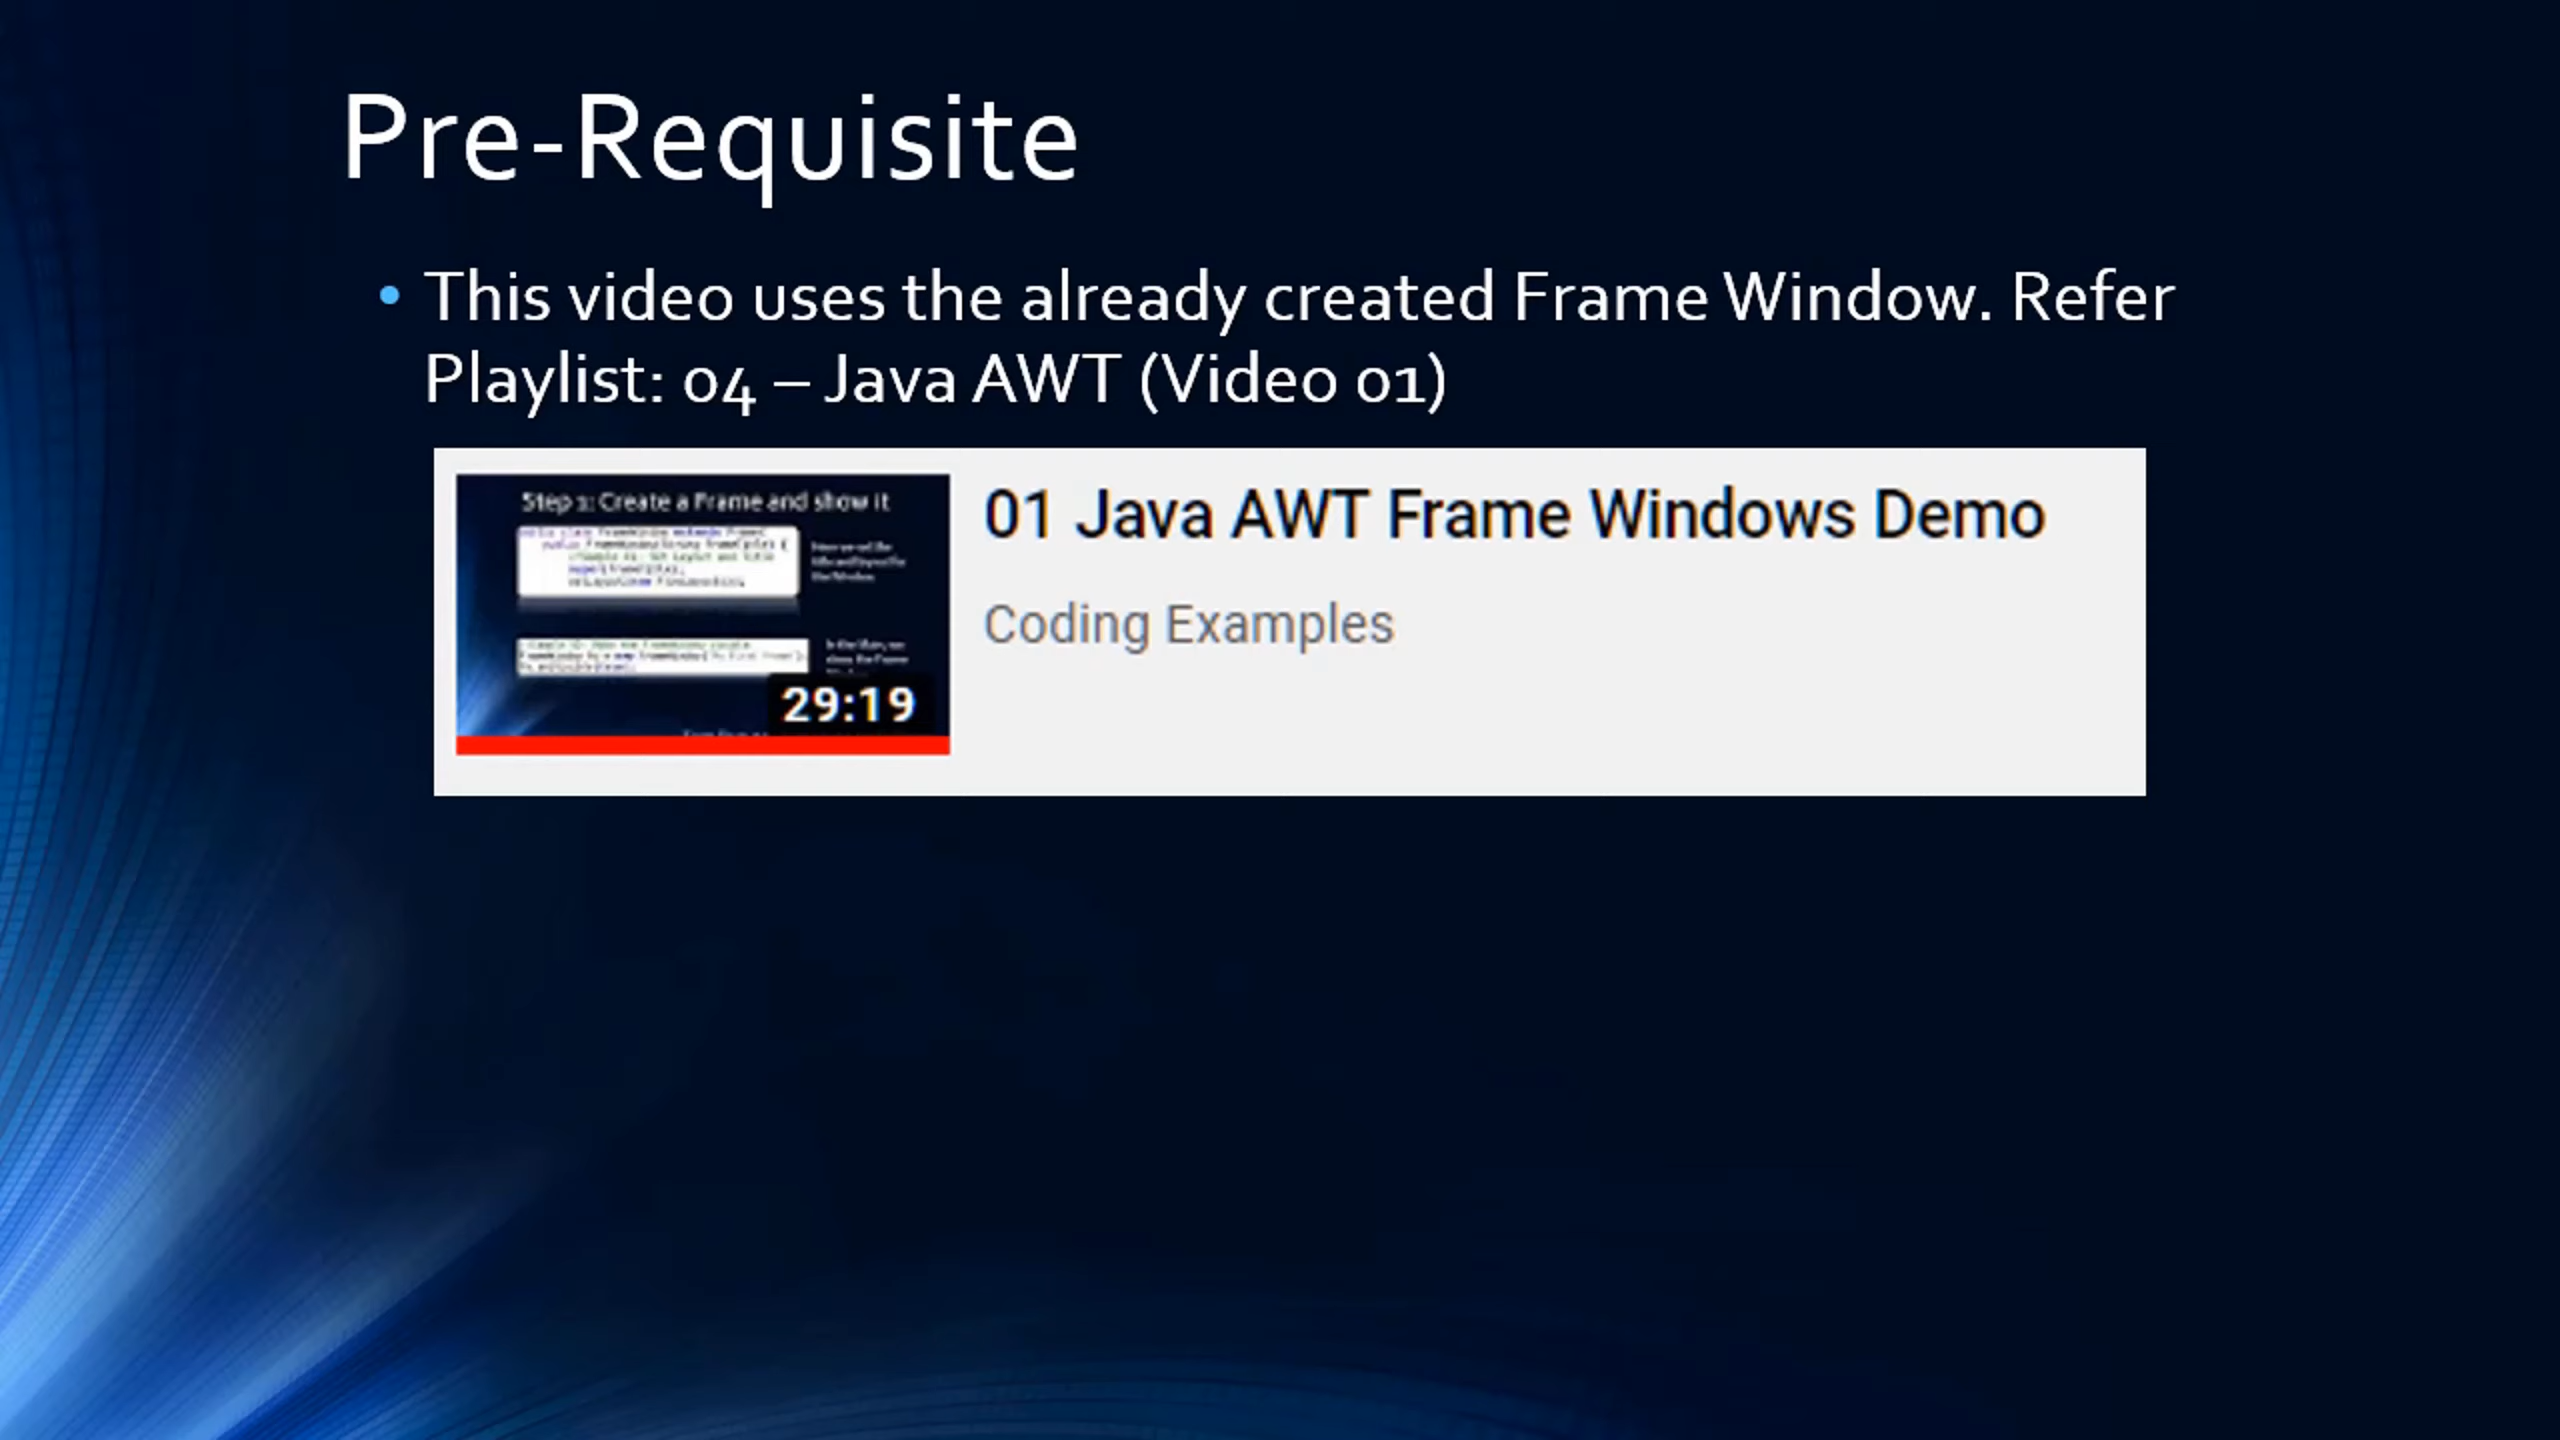 Pre-Requisite
• This video uses the already created Frame Window. Refer
Playlist: 04 – Java AWT (Video 01)
Step 1: Create a Frame and show it
29:19
01 Java AWT Frame Windows Demo
Coding Examples